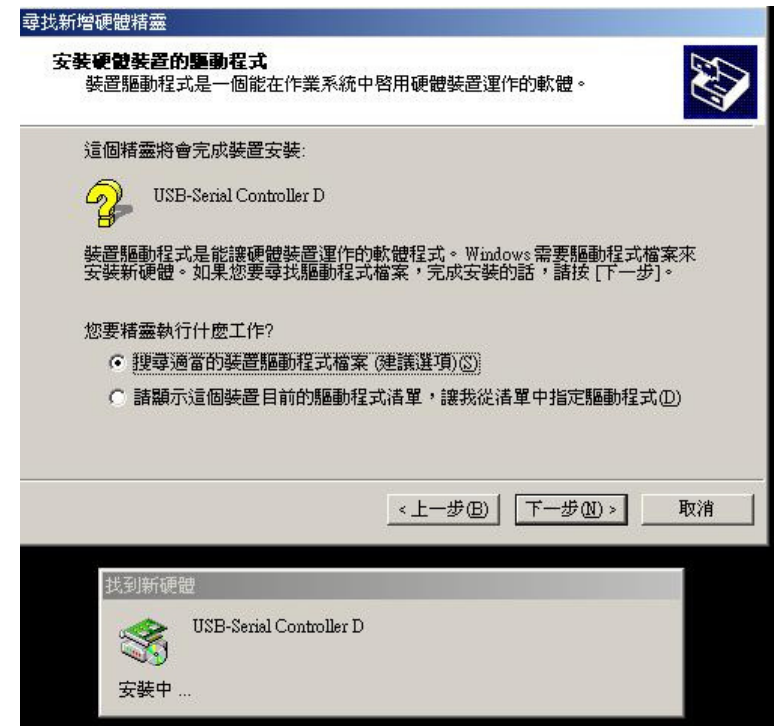 尋找新增硬體精靈
安裝硬體裝置的驅動程式
裝置驅動程式是一個能在作業系統中啓用硬體裝置運作的軟體。
這個精靈將會完成裝置安裝:
USB-Serial Controller D
裝置驅動程式是能讓硬體裝置運作的軟體程式。Windows 需要驅動程式檔案來
安裝新硬體。如果您要尋找驅動程式檔案，完成安裝的話，請按 [下一步]。
您要精靈執行什麼工作?
搜尋適當的裝置驅動程式檔案 (建議選項)(S)
請顯示這個裝置目前的驅動程式清單，讓我從清單中指定驅動程式(D)
<上一步(B) 下一步(N)> 取消
找到新硬體
USB-Serial Controller D
安裝中 ...